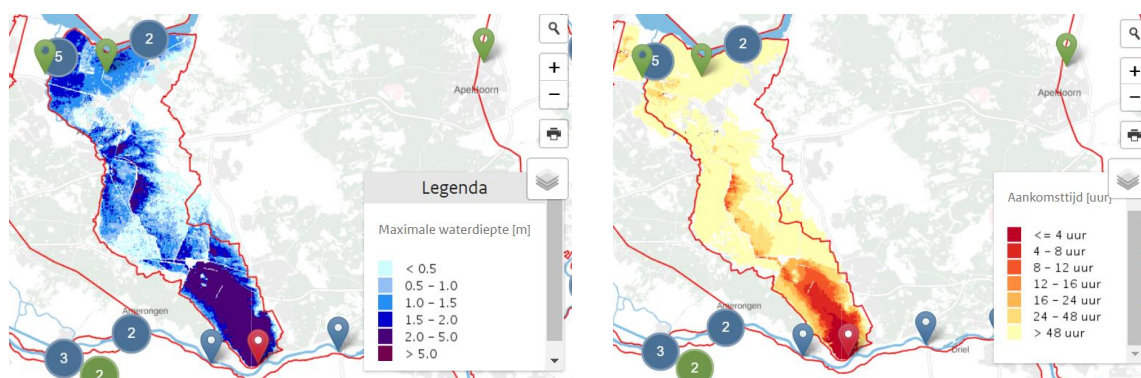 2
5
Apeldoorn
Legenda
Maximale waterdiepte [m]
< 0.5
0.5 - 1.0
1.0 - 1.5
1.5 - 2.0
2.0 - 5.0
> 5.0
2
3
2
+
−
2
5
Apeldoorn
Aankomsttijd [uur]
<= 4 uur
4 - 8 uur
8 - 12 uur
12 - 16 uur
16 - 24 uur
24 - 48 uur
> 48 uur
Amerongen
2
3
2
Driel
+
−